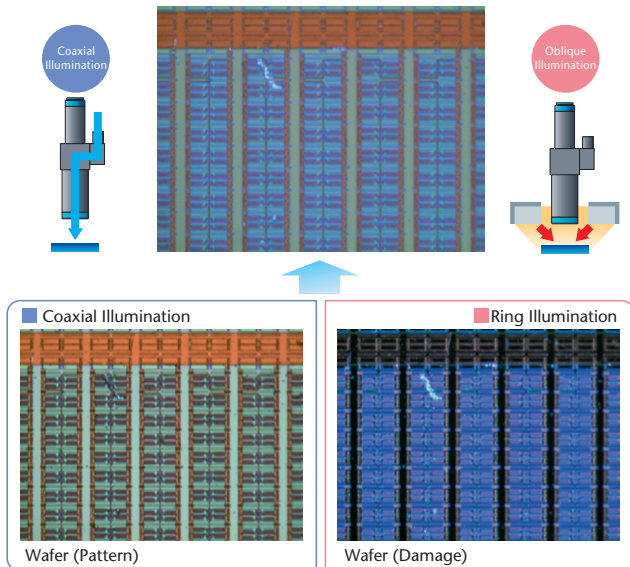 Coaxial
Illumination
Oblique
Illumination
Coaxial Illumination
Ring Illumination
Wafer (Pattern)
Wafer (Damage)